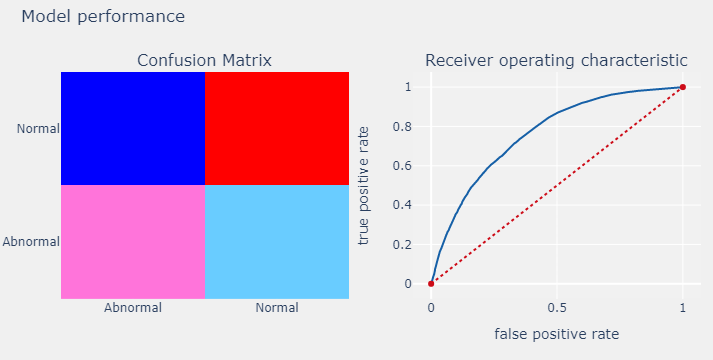 Model performance
Confusion Matrix
Normal
Abnormal
Abnormal
Normal
Receiver operating characteristic
true positive rate
1
0.8
0.6
0.4
0.2
0
0
0.5
1
false positive rate